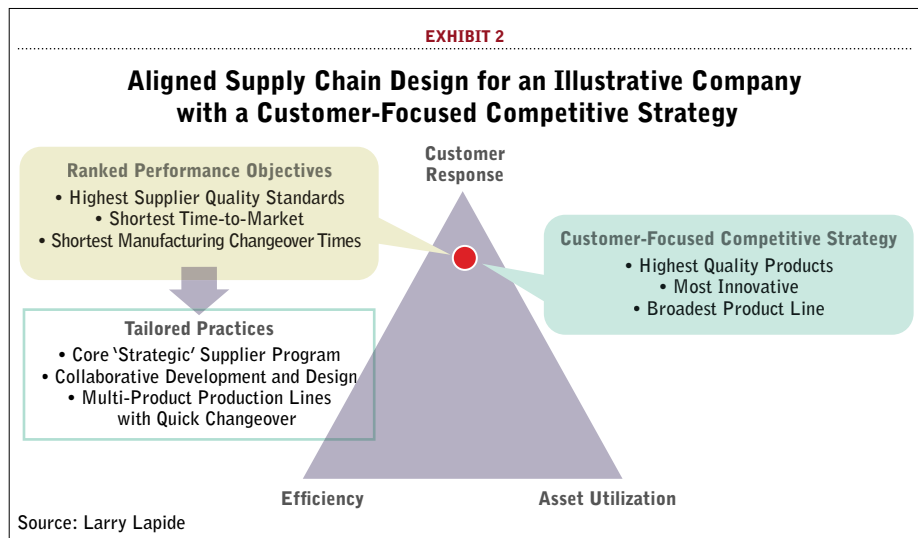 EXHIBIT 2
Aligned Supply Chain Design for an Illustrative Company
with a Customer-Focused Competitive Strategy
Customer
Response
Ranked Performance Objectives
• Highest Supplier Quality Standards
• Shortest Time-to-Market
• Shortest Manufacturing Changeover Times
Customer-Focused Competitive Strategy
• Highest Quality Products
• Most Innovative
• Broadest Product Line
Tailored Practices
• Core ‘Strategic’ Supplier Program
• Collaborative Development and Design
• Multi-Product Production Lines
with Quick Changeover
Efficiency
Asset Utilization
Source: Larry Lapide